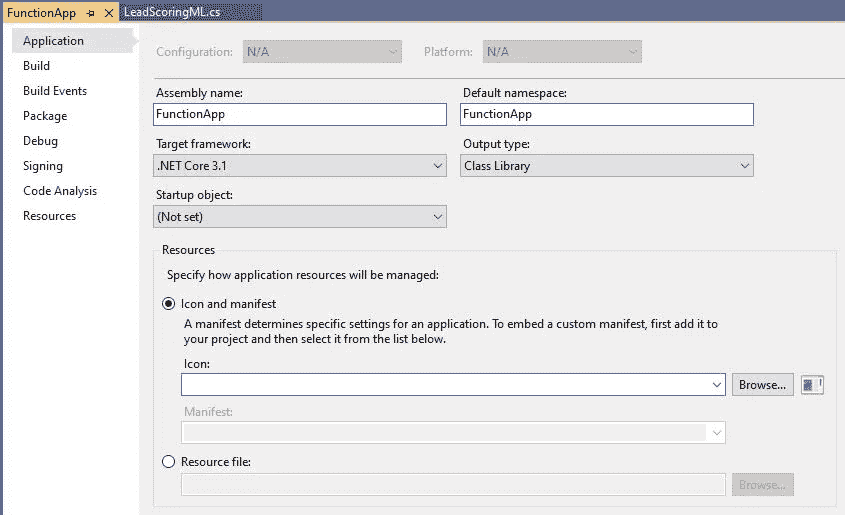 FunctionApp LeadScoringML.cs
Application
Build
Build Events
Package
Debug
Signing
Code Analysis
Resources
Configuration: N/A Platform: N/A
Assembly name: Default namespace:
FunctionApp FunctionApp
Target framework: Output type:
.NET Core 3.1 Class Library
Startup object:
(Not set)
Resources
Specify how application resources will be managed:
Icon and manifest
A manifest determines specific settings for an application. To embed a custom manifest, first add it to
your project and then select it from the list below.
Icon:
Browse...
Manifest:
Resource file:
Browse...